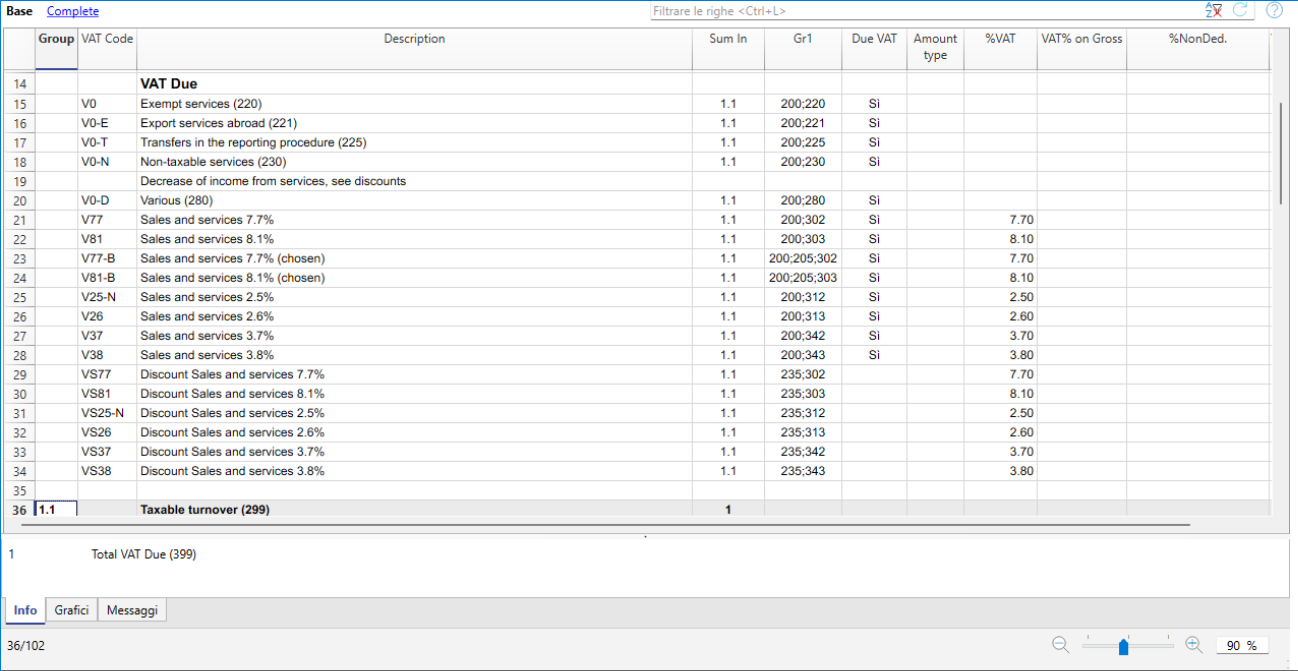 Base Complete Filtrare le righe <Ctrl+L>
Group VAT Code Description Sum In Gr1 Due VAT Amount type %VAT VAT% on Gross %NonDed.
14 VAT Due
15 V0 Exempt services (220) 1.1 200;220 Sì
16 V0-E Export services abroad (221) 1.1 200;221 Sì
17 V0-T Transfers in the reporting procedure (225) 1.1 200;225 Sì
18 V0-N Non-taxable services (230) 1.1 200;230 Sì
19 Decrease of income from services, see discounts
20 V0-D Various (280) 1.1 200;280 Sì
21 V77 Sales and services 7.7% 1.1 200;302 Sì 7.70
22 V81 Sales and services 8.1% 1.1 200;303 Sì 8.10
23 V77-B Sales and services 7.7% (chosen) 1.1 200;205;302 Sì 7.70
24 V81-B Sales and services 8.1% (chosen) 1.1 200;205;303 Sì 8.10
25 V25-N Sales and services 2.5% 1.1 200;312 Sì 2.50
26 V26 Sales and services 2.6% 1.1 200;313 Sì 2.60
27 V37 Sales and services 3.7% 1.1 200;342 Sì 3.70
28 V38 Sales and services 3.8% 1.1 200;343 Sì 3.80
29 VS77 Discount Sales and services 7.7% 1.1 235;302 7.70
30 VS81 Discount Sales and services 8.1% 1.1 235;303 8.10
31 VS25-N Discount Sales and services 2.5% 1.1 235;312 2.50
32 VS26 Discount Sales and services 2.6% 1.1 235;313 2.60
33 VS37 Discount Sales and services 3.7% 1.1 235;342 3.70
34 VS38 Discount Sales and services 3.8% 1.1 235;343 3.80
35
36 1.1 Taxable turnover (299) 1
1 Total VAT Due (399)
Info Grafici Messaggi
36/102 90 %